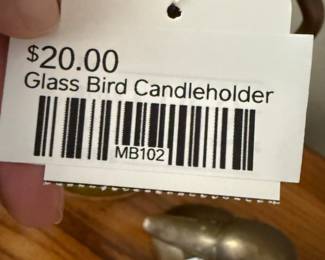 $20.00
Glass Bird Candleholder
MB102